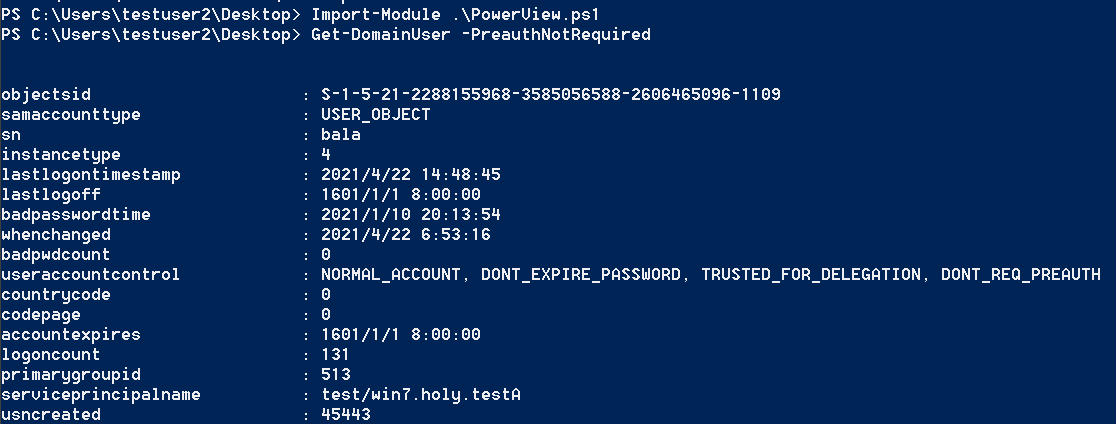 PS C:\Users\testuser2\Desktop> Import-Module .\PowerView.ps1
PS C:\Users\testuser2\Desktop> Get-DomainUser -PreauthNotRequired
objectsid : S-1-5-21-2288155968-3585056588-2606465096-1109
samaccounttype : USER_OBJECT
sn : bala
instancetype : 4
lastlogontimestamp : 2021/4/22 14:48:45
lastlogoff : 1601/1/1 8:00:00
badpasswordtime : 2021/1/10 20:13:54
whenchanged : 2021/4/22 6:53:16
badpwdcount : 0
useraccountcontrol : NORMAL_ACCOUNT, DONT_EXPIRE_PASSWORD, TRUSTED_FOR_DELEGATION, DONT_REQ_PREAUTH
countrycode : 0
codepage : 0
accountexpires : 1601/1/1 8:00:00
logoncount : 131
primarygroupid : 513
serviceprincipalname : test/win7.holy.testA
usncreated : 45443